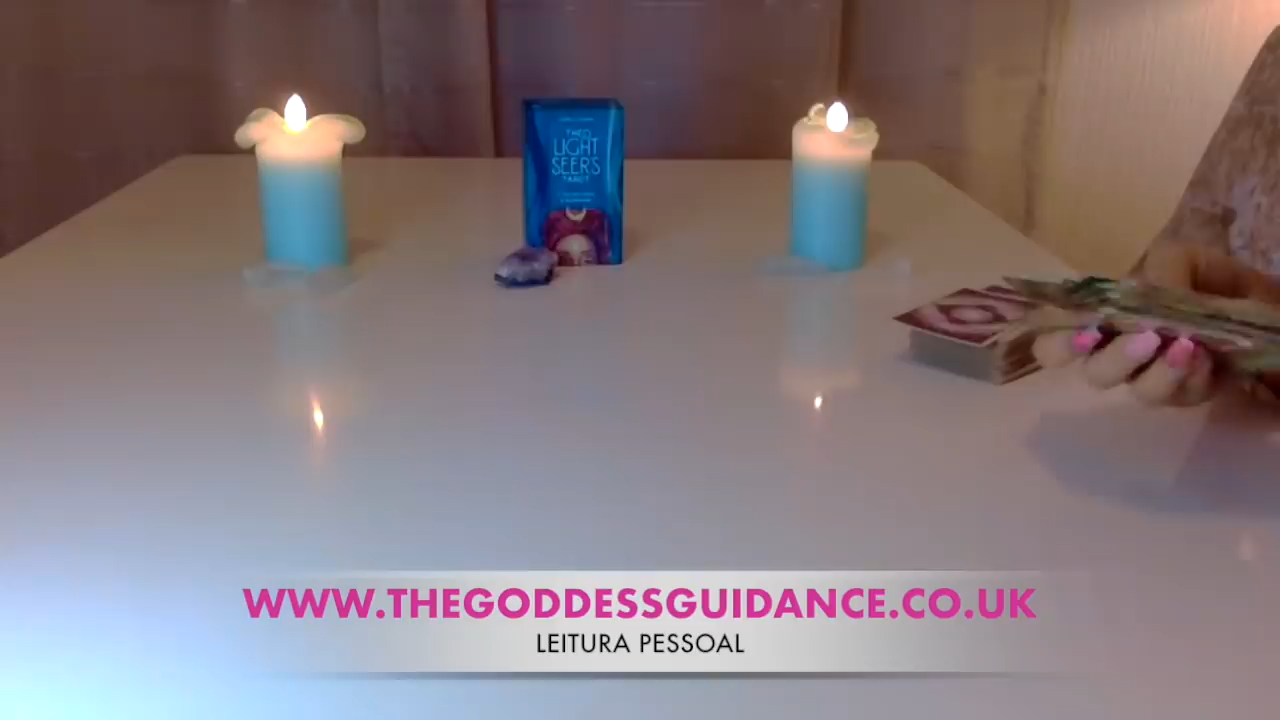 THE
LIGHT
SEER'S
TAROT
WWW.THEGODDESSGUIDANCE.CO.UK
LEITURA PESSOAL